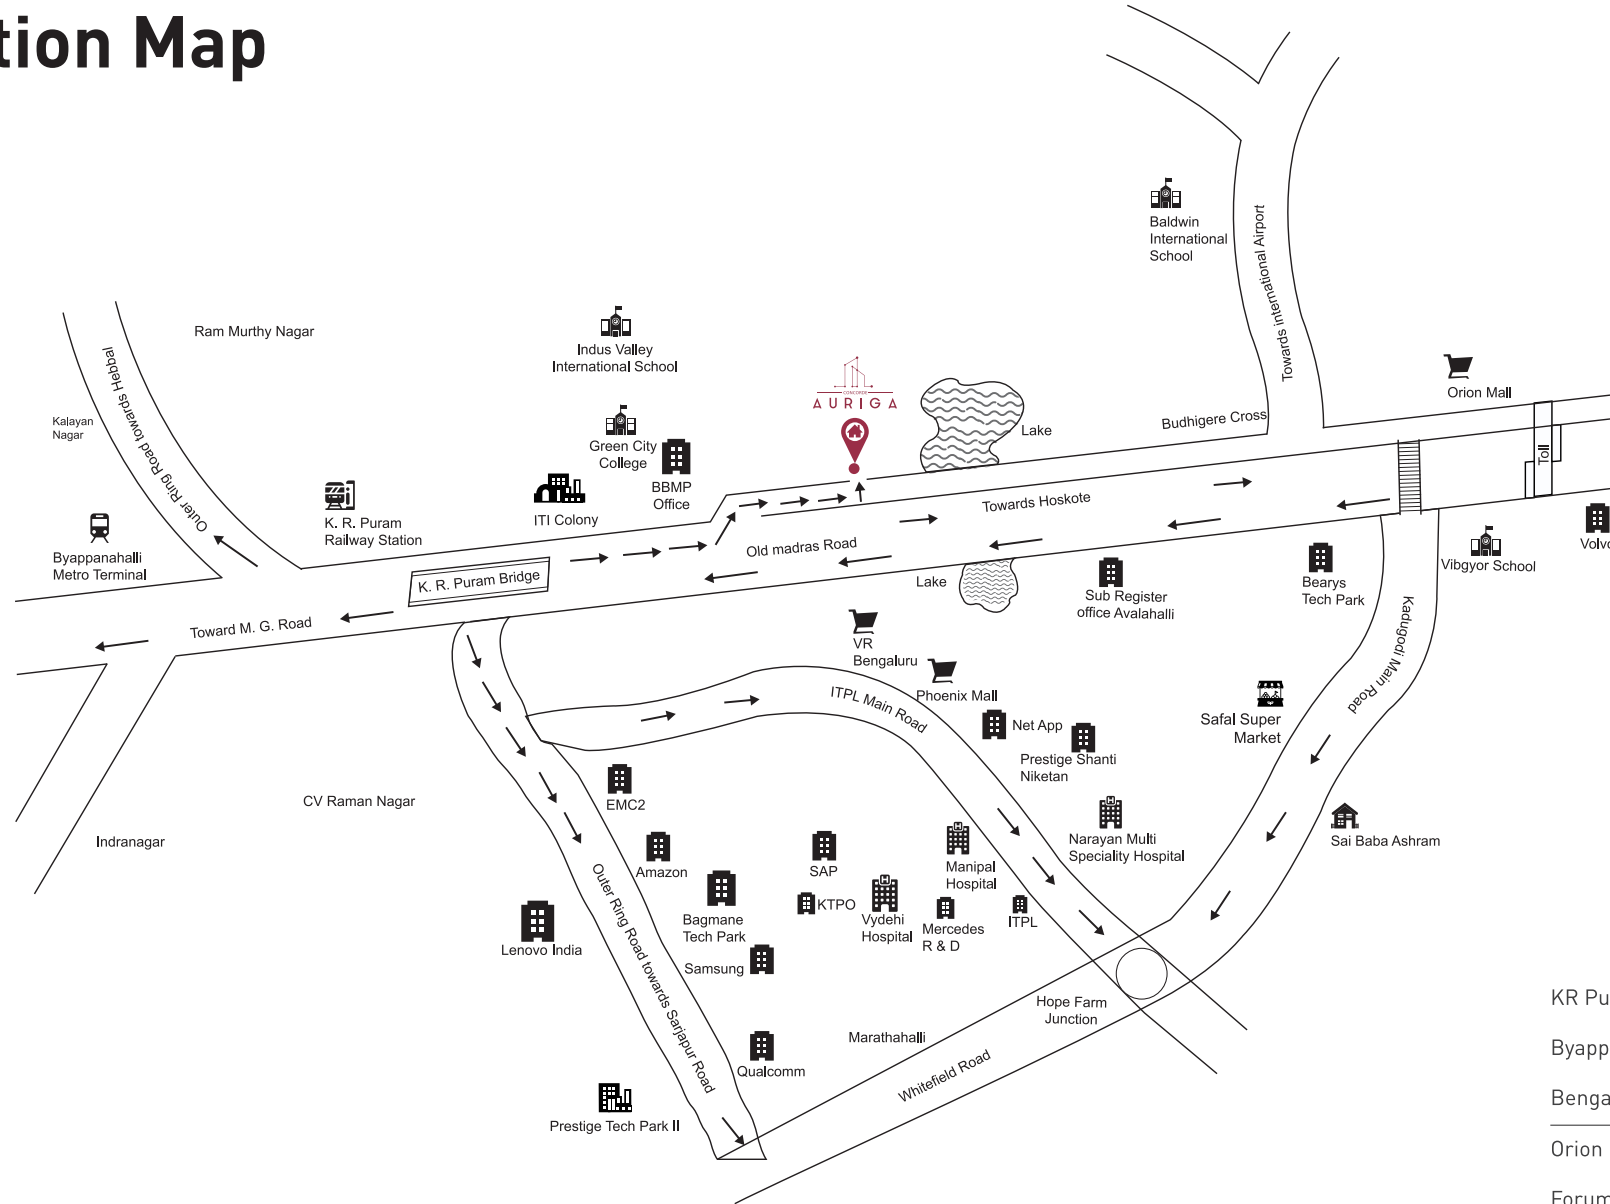 tion Map
Baldwin
International
School
Towards international Airport
Ram Murthy Nagar
Indus Valley
International School
CONCORDE
AURIGA
Orion Mall
Outer Ring Road towards Hebbal
Kalayan
Nagar
Green City
College
Lake
Budhigere Cross
BBMP
Office
ITI Colony
K. R. Puram
Railway Station
Byappanahalli
Metro Terminal
Towards Hoskote
Toll
Old madras Road
K. R. Puram Bridge
Lake
Sub Register
office Avalahalli
Bearys
Tech Park
Vibgyor School
Volvo
Toward M. G. Road
VR
Bengaluru
Phoenix Mall
Kadugodi Main Road
ITPL Main Road
Net App
Prestige Shanti
Niketan
Safal Super
Market
CV Raman Nagar
EMC2
Indranagar
Amazon
SAP
Manipal
Hospital
Narayan Multi
Speciality Hospital
Sai Baba Ashram
Outer Ring Road towards Sarjapur Road
Bagmane
Tech Park
KTPO
Vydehi
Hospital
Mercedes
R & D
ITPL
Lenovo India
Samsung
Hope Farm
Junction
Marathahalli
Whitefield Road
Qualcomm
Prestige Tech Park II
KR Pu
Byapp
Benga
Orion
Forum